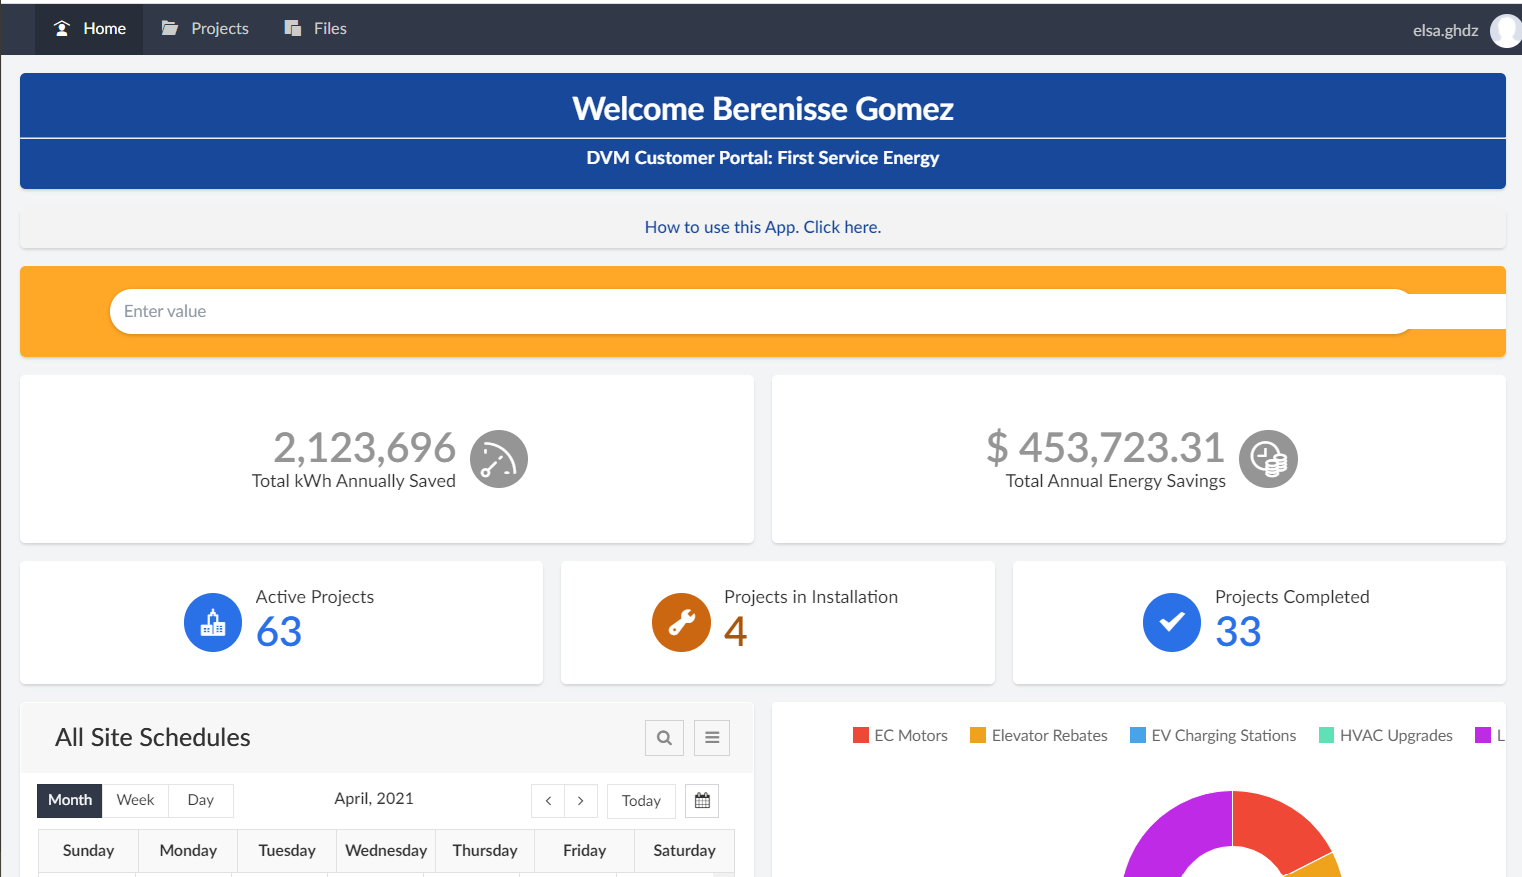 Home Projects Files elsa.ghdz
Welcome Berenisse Gomez
DVM Customer Portal: First Service Energy
How to use this App. Click here.
Enter value
2,123,696
Total kWh Annually Saved
$ 453,723.31
Total Annual Energy Savings
Active Projects
63
Projects in Installation
4
Projects Completed
33
All Site Schedules
Month Week Day April, 2021 Today
Sunday Monday Tuesday Wednesday Thursday Friday Saturday
EC Motors Elevator Rebates EV Charging Stations HVAC Upgrades L